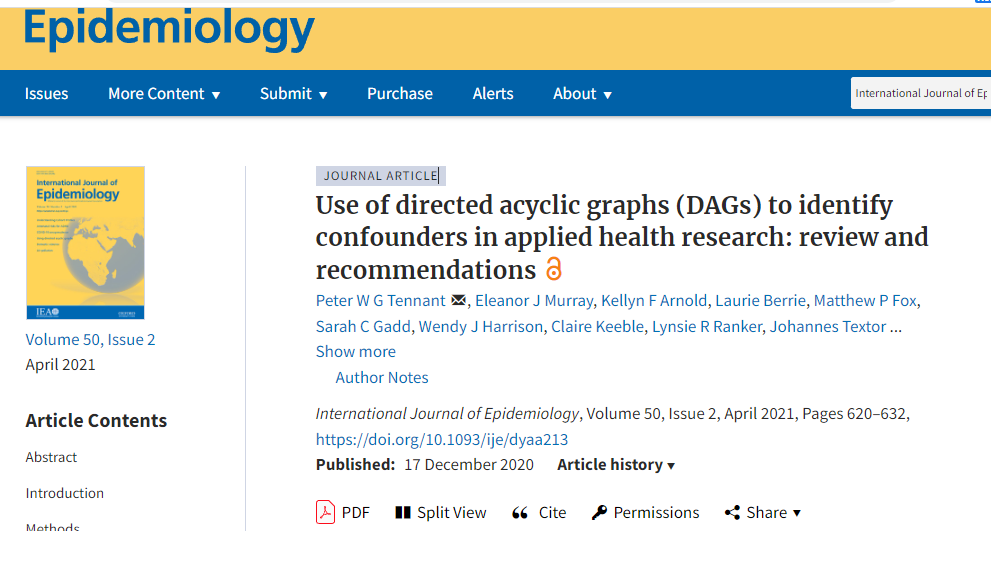 Epidemiology
Issues More Content ▼ Submit ▼ Purchase Alerts About ▼
International Journal of Ep
International Journal of
Epidemiology
IEA
OXFORD
Volume 50, Issue 2
April 2021
Article Contents
Abstract
Introduction
Methods
JOURNAL ARTICLE
Use of directed acyclic graphs (DAGs) to identify
confounders in applied health research: review and
recommendations
Peter W G Tennant, Eleanor J Murray, Kellyn F Arnold, Laurie Berrie, Matthew P Fox,
Sarah C Gadd, Wendy J Harrison, Claire Keeble, Lynsie R Ranker, Johannes Textor ...
Show more
Author Notes
International Journal of Epidemiology, Volume 50, Issue 2, April 2021, Pages 620–632,
https://doi.org/10.1093/ije/dyaa213
Published: 17 December 2020 Article history ▾
PDF Split View Cite Permissions Share ▼